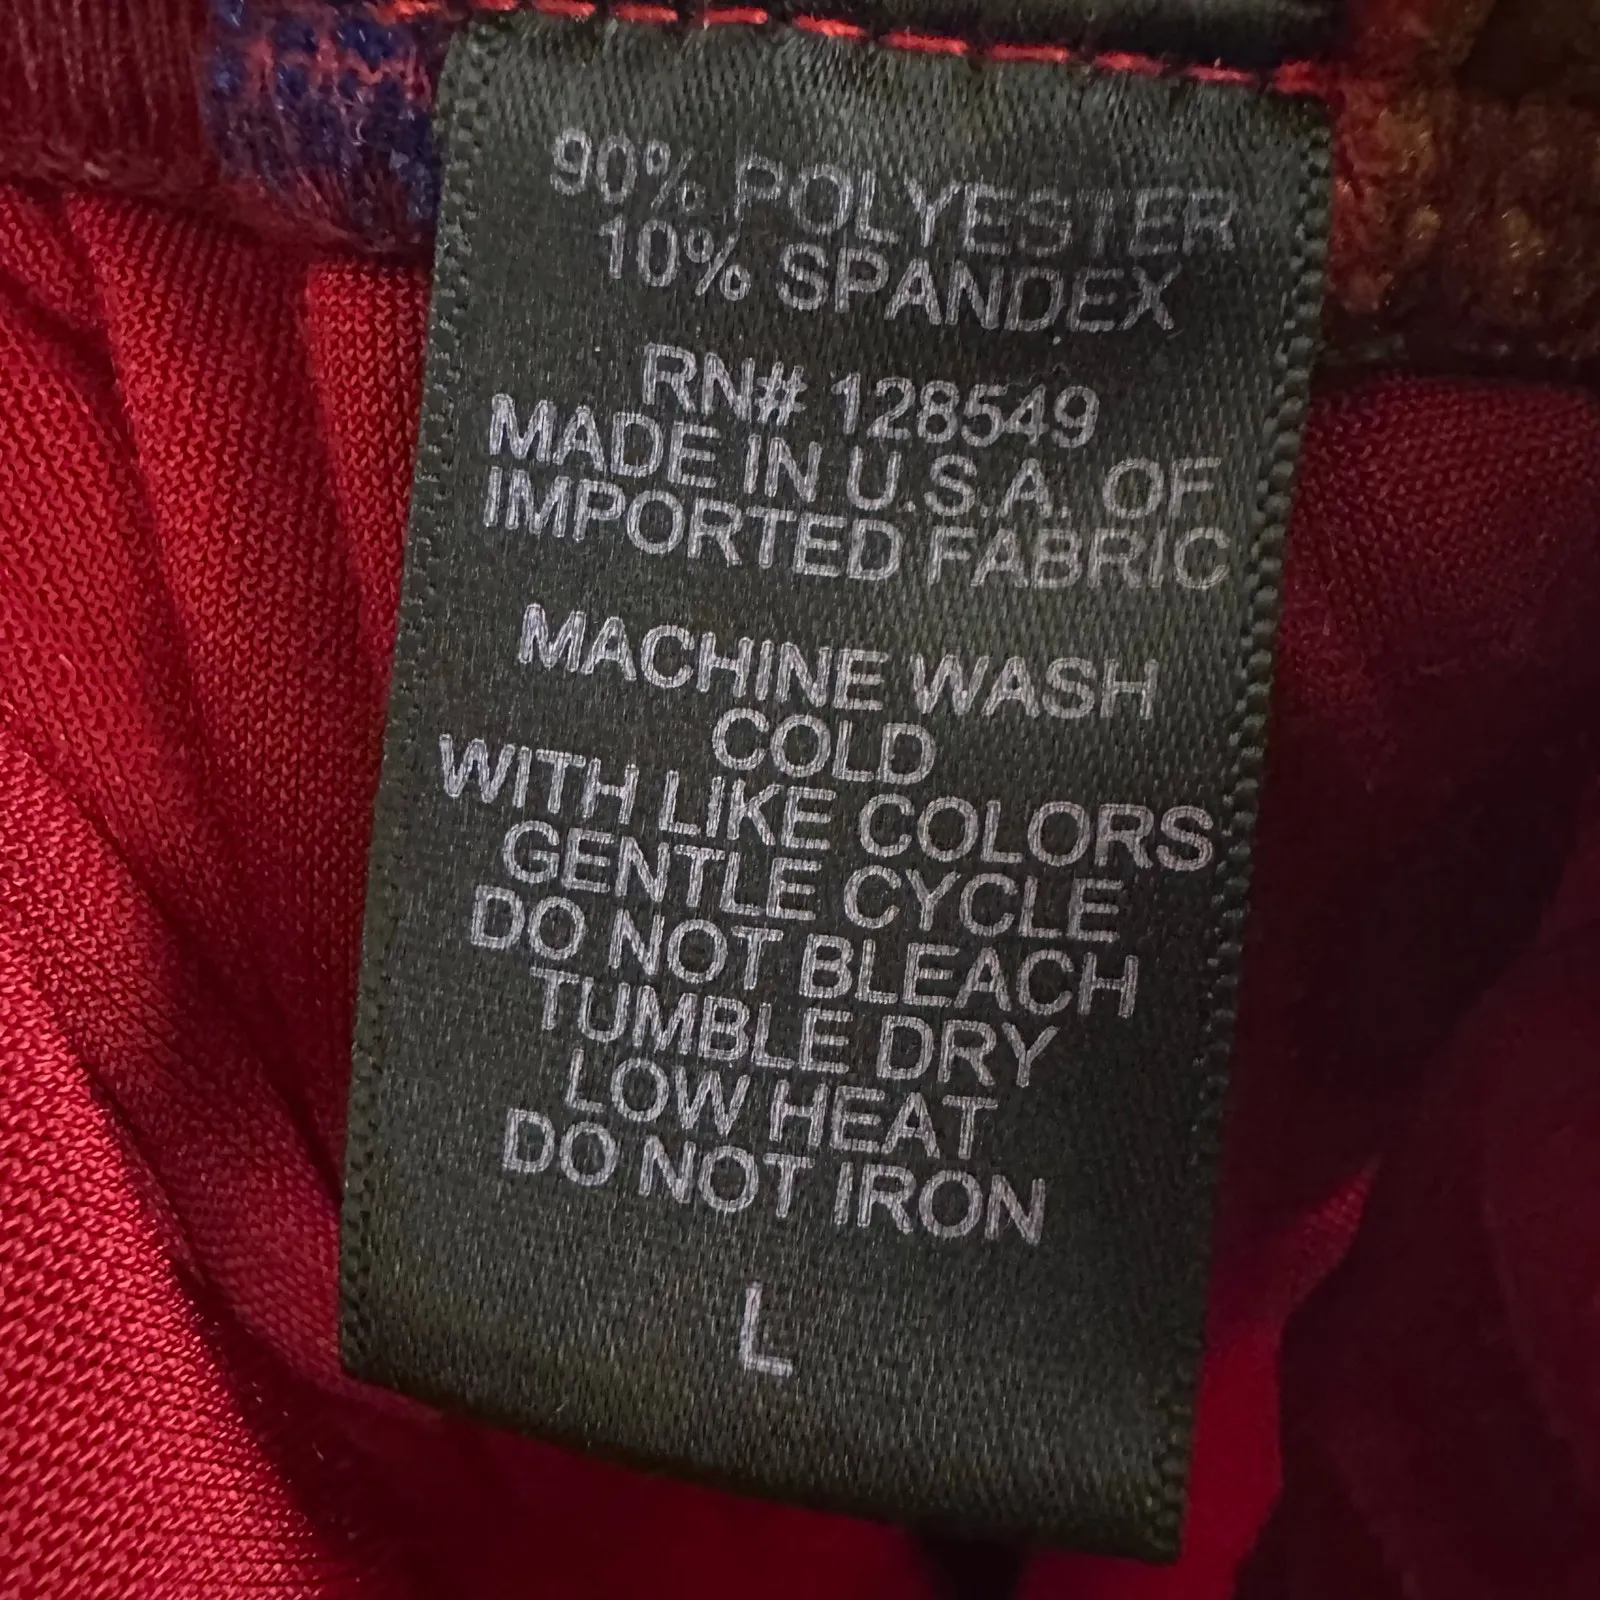 90% POLYESTER
10% SPANDEX
RN# 128549
MADE IN U.S.A. OF
IMPORTED FABRIC
MACHINE WASH
COLD
WITH LIKE COLORS
GENTLE CYCLE
DO NOT BLEACH
TUMBLE DRY
LOW HEAT
DO NOT IRON
L